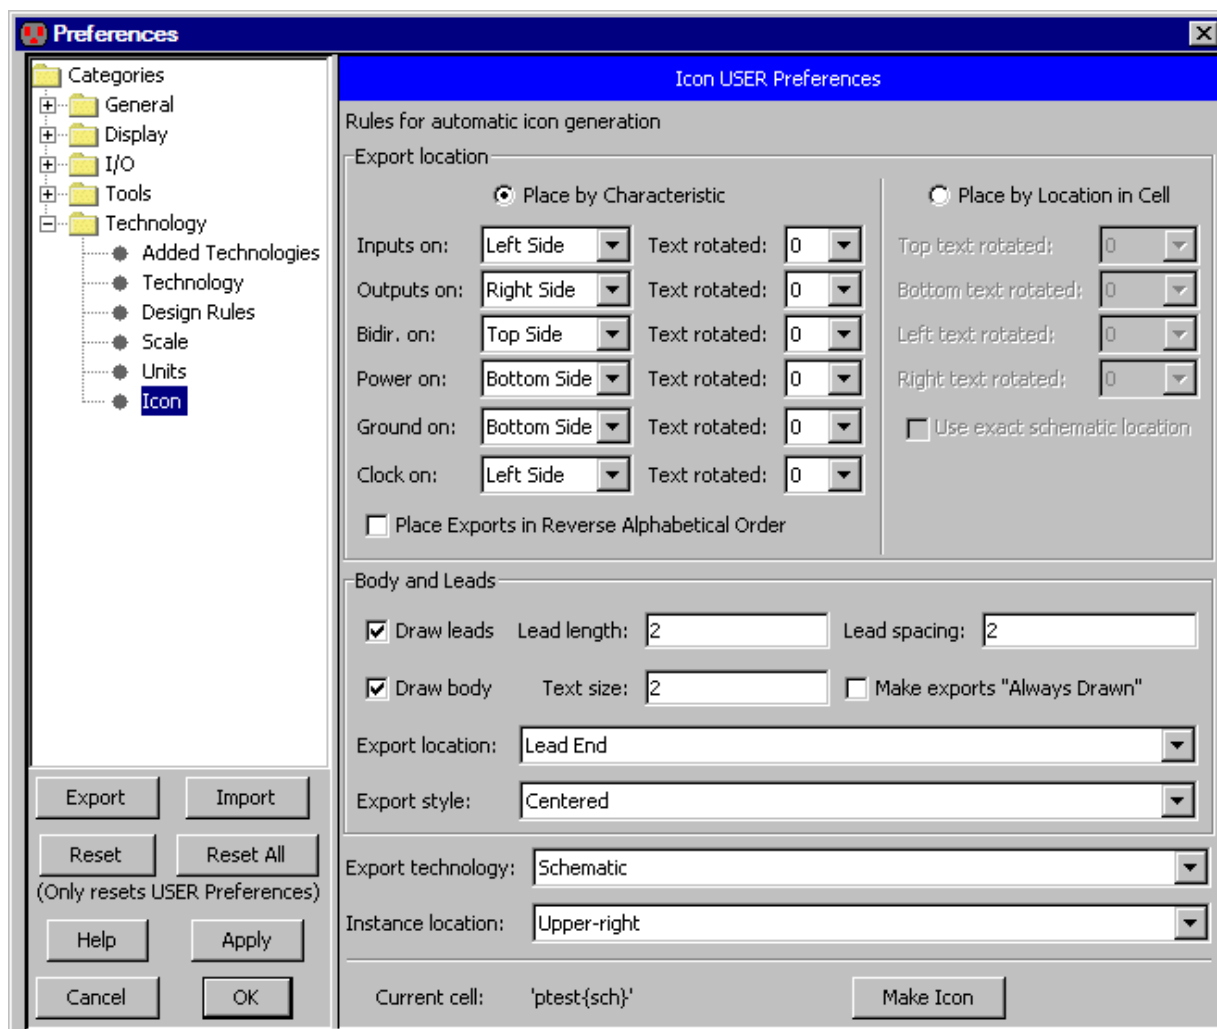 Preferences
Categories
General
Display
I/O
Tools
Technology
Added Technologies
Technology
Design Rules
Scale
Units
Icon
Export Import
Reset Reset All
(Only resets USER Preferences)
Help Apply
Cancel OK
Icon USER Preferences
Rules for automatic icon generation
Export location
Place by Characteristic Place by Location in Cell
Inputs on: Left Side Text rotated: 0 Top text rotated: 0
Outputs on: Right Side Text rotated: 0 Bottom text rotated: 0
Bidir. on: Top Side Text rotated: 0 Left text rotated: 0
Power on: Bottom Side Text rotated: 0 Right text rotated: 0
Ground on: Bottom Side Text rotated: 0 Use exact schematic location
Clock on: Left Side Text rotated: 0
Place Exports in Reverse Alphabetical Order
Body and Leads
Draw leads Lead length: 2 Lead spacing: 2
Draw body Text size: 2 Make exports "Always Drawn"
Export location: Lead End
Export style: Centered
Export technology: Schematic
Instance location: Upper-right
Current cell: 'ptest{sch}' Make Icon